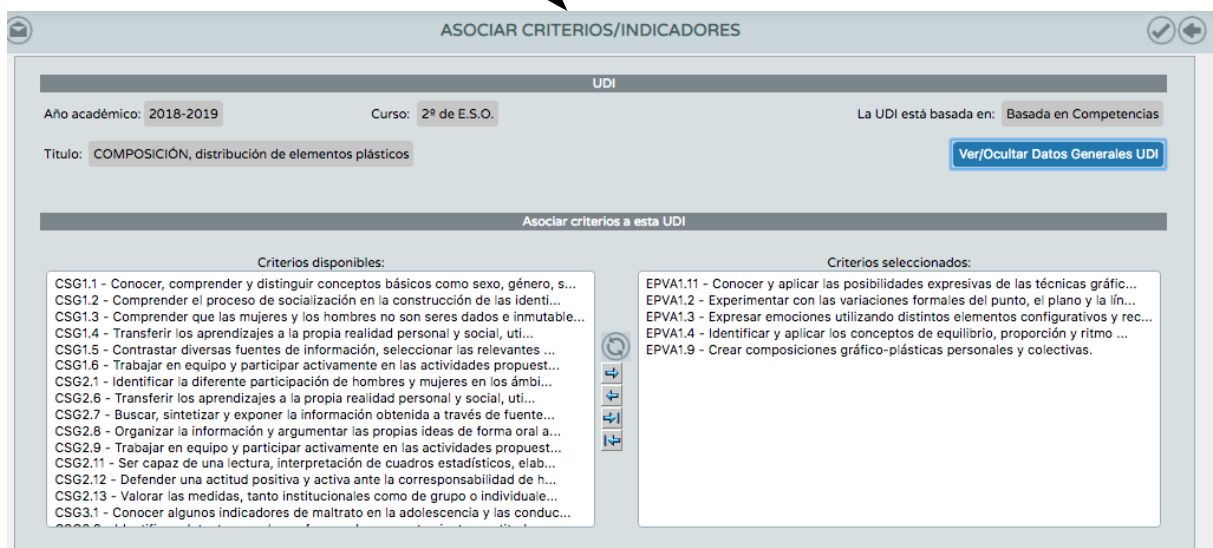 ASOCIAR CRITERIOS/INDICADORES
UDI
Año académico: 2018-2019 Curso: 2º de E.S.O. La UDI está basada en: Basada en Competencias
Título: COMPOSICIÓN, distribución de elementos plásticos Ver/Ocultar Datos Generales UDI
Asociar criterios a esta UDI
Criterios disponibles:
CSG1.1 - Conocer, comprender y distinguir conceptos básicos como sexo, género, s...
CSG1.2 - Comprender el proceso de socialización en la construcción de las identi...
CSG1.3 - Comprender que las mujeres y los hombres no son seres dados e inmutable...
CSG1.4 - Transferir los aprendizajes a la propia realidad personal y social, uti...
CSG1.5 - Contrastar diversas fuentes de información, seleccionar las relevantes ...
CSG1.6 - Trabajar en equipo y participar activamente en las actividades propuest...
CSG2.1 - Identificar la diferente participación de hombres y mujeres en los ámbi...
CSG2.6 - Transferir los aprendizajes a la propia realidad personal y social, uti...
CSG2.7 - Buscar, sintetizar y exponer la información obtenida a través de fuente...
CSG2.8 - Organizar la información y argumentar las propias ideas de forma oral a...
CSG2.9 - Trabajar en equipo y participar activamente en las actividades propuest...
CSG2.11 - Ser capaz de una lectura, interpretación de cuadros estadísticos, elab...
CSG2.12 - Defender una actitud positiva y activa ante la corresponsabilidad de h...
CSG2.13 - Valorar las medidas, tanto institucionales como de grupo o individuale...
CSG3.1 - Conocer algunos indicadores de maltrato en la adolescencia y las conduc...
Criterios seleccionados:
EPVA1.11 - Conocer y aplicar las posibilidades expresivas de las técnicas gráfic...
EPVA1.2 - Experimentar con las variaciones formales del punto, el plano y la lín...
EPVA1.3 - Expresar emociones utilizando distintos elementos configurativos y rec...
EPVA1.4 - Identificar y aplicar los conceptos de equilibrio, proporción y ritmo ...
EPVA1.9 - Crear composiciones gráfico-plásticas personales y colectivas.